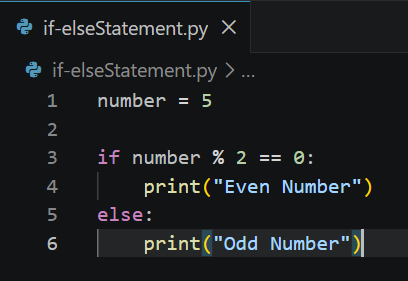 if-elseStatement.py
if-elseStatement.py > ...
1 number = 5
2
3 if number % 2 == 0:
4     print("Even Number")
5 else:
6     print("Odd Number")